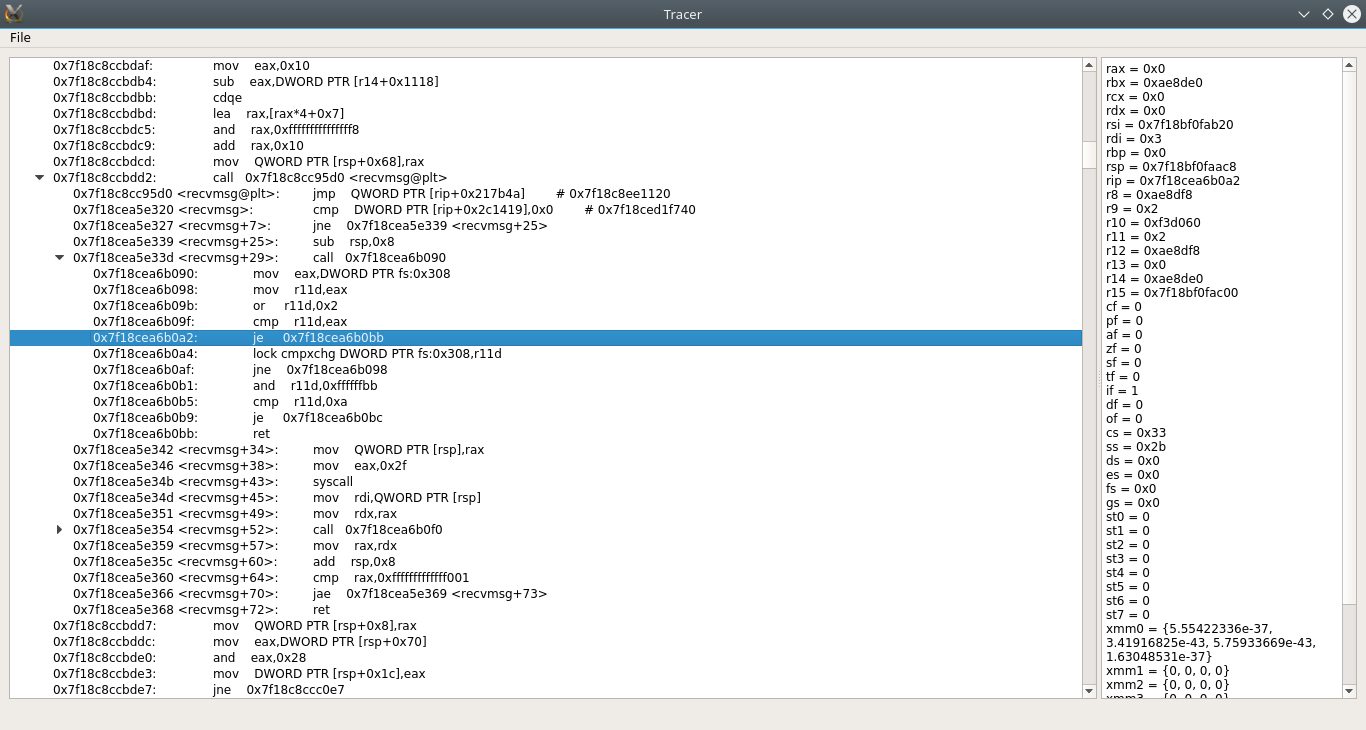 Tracer
File
0x7f18c8ccbdaf: mov eax,0x10
0x7f18c8ccbdb4: sub eax,DWORD PTR [r14+0x1118]
0x7f18c8ccbdbb: cdqe
0x7f18c8ccbdbd: lea rax,[rax*4+0x7]
0x7f18c8ccbdc5: and rax,0xfffffffffffffff8
0x7f18c8ccbdc9: add rax,0x10
0x7f18c8ccbdcd: mov QWORD PTR [rsp+0x68],rax
0x7f18c8ccbdd2: call 0x7f18c8cc95d0 <recvmsg@plt>
0x7f18c8cc95d0 <recvmsg@plt>: jmp QWORD PTR [rip+0x217b4a] # 0x7f18c8ee1120
0x7f18cea5e320 <recvmsg>: cmp DWORD PTR [rip+0x2c1419],0x0 # 0x7f18ced1f740
0x7f18cea5e327 <recvmsg+7>: jne 0x7f18cea5e339 <recvmsg+25>
0x7f18cea5e339 <recvmsg+25>: sub rsp,0x8
0x7f18cea5e33d <recvmsg+29>: call 0x7f18cea6b090
0x7f18cea6b090: mov eax,DWORD PTR fs:0x308
0x7f18cea6b098: mov r11d,eax
0x7f18cea6b09b: or r11d,0x2
0x7f18cea6b09f: cmp r11d,eax
0x7f18cea6b0a2: je 0x7f18cea6b0bb
0x7f18cea6b0a4: lock cmpxchg DWORD PTR fs:0x308,r11d
0x7f18cea6b0af: jne 0x7f18cea6b098
0x7f18cea6b0b1: and r11d,0xffffffbb
0x7f18cea6b0b5: cmp r11d,0xa
0x7f18cea6b0b9: je 0x7f18cea6b0bc
0x7f18cea6b0bb: ret
0x7f18cea5e342 <recvmsg+34>: mov QWORD PTR [rsp],rax
0x7f18cea5e346 <recvmsg+38>: mov eax,0x2f
0x7f18cea5e34b <recvmsg+43>: syscall
0x7f18cea5e34d <recvmsg+45>: mov rdi,QWORD PTR [rsp]
0x7f18cea5e351 <recvmsg+49>: mov rdx,rax
0x7f18cea5e354 <recvmsg+52>: call 0x7f18cea6b0f0
0x7f18cea5e359 <recvmsg+57>: mov rax,rdx
0x7f18cea5e35c <recvmsg+60>: add rsp,0x8
0x7f18cea5e360 <recvmsg+64>: cmp rax,0xfffffffffffff001
0x7f18cea5e366 <recvmsg+70>: jae 0x7f18cea5e369 <recvmsg+73>
0x7f18cea5e368 <recvmsg+72>: ret
0x7f18c8ccbdd7: mov QWORD PTR [rsp+0x8],rax
0x7f18c8ccbddc: mov eax,DWORD PTR [rsp+0x70]
0x7f18c8ccbde0: and eax,0x28
0x7f18c8ccbde3: mov DWORD PTR [rsp+0x1c],eax
0x7f18c8ccbde7: jne 0x7f18c8ccc0e7
rax = 0x0
rbx = 0xae8de0
rcx = 0x0
rdx = 0x0
rsi = 0x7f18bf0fab20
rdi = 0x3
rbp = 0x0
rsp = 0x7f18bf0faac8
rip = 0x7f18cea6b0a2
r8 = 0xae8df8
r9 = 0x2
r10 = 0xf3d060
r11 = 0x2
r12 = 0xae8df8
r13 = 0x0
r14 = 0xae8de0
r15 = 0x7f18bf0fac00
cf = 0
pf = 0
af = 0
zf = 0
sf = 0
tf = 0
if = 1
df = 0
of = 0
cs = 0x33
ss = 0x2b
ds = 0x0
es = 0x0
fs = 0x0
gs = 0x0
st0 = 0
st1 = 0
st2 = 0
st3 = 0
st4 = 0
st5 = 0
st6 = 0
st7 = 0
xmm0 = {5.55422336e-37,
3.41916825e-43, 5.75933669e-43,
1.63048531e-37}
xmm1 = {0, 0, 0, 0}
xmm2 = {0, 0, 0, 0}
xmm3 = {0, 0, 0, 0}